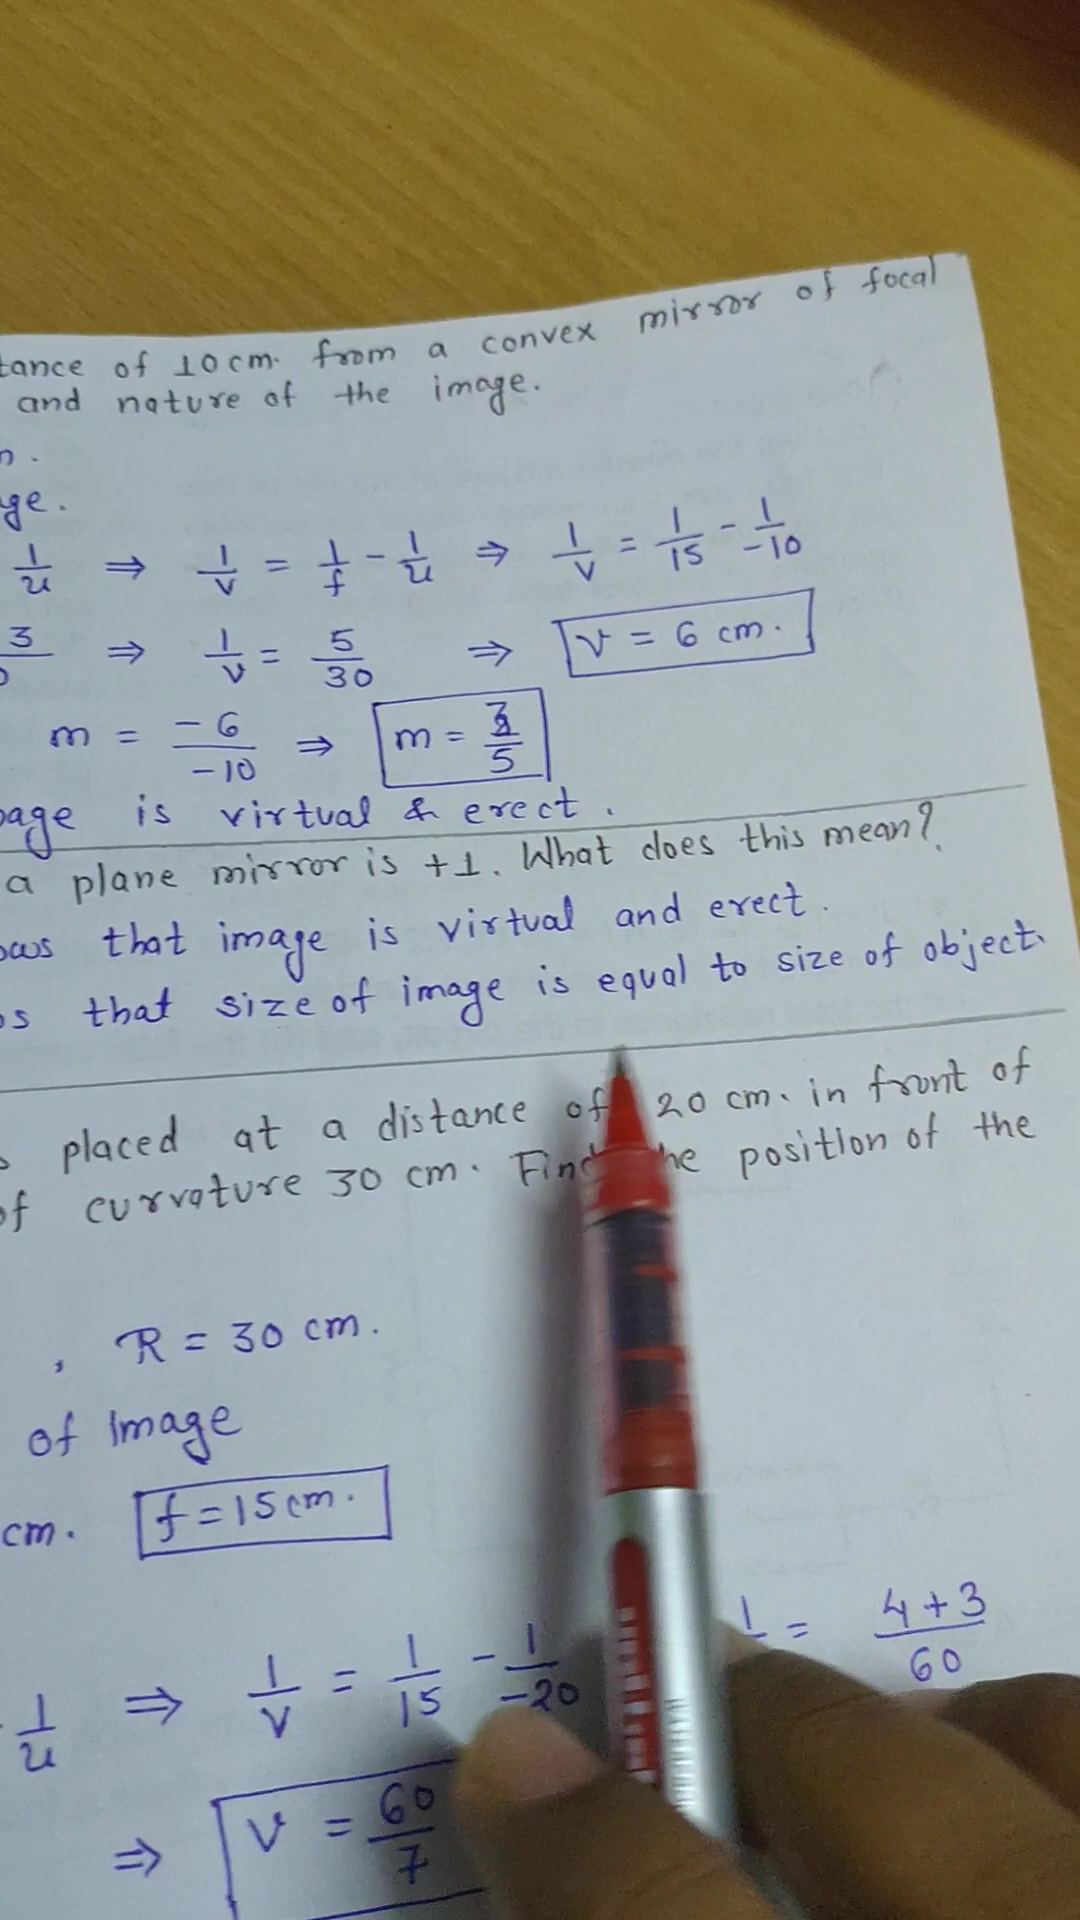 tance of 10 cm. from a convex mirror of focal
and nature of the image.
n.
ge.
1/u ⇒ 1/v = 1/f - 1/u ⇒ 1/v = 1/15 - 1/-10
3 ⇒ 1/v = 5/30 ⇒ v = 6 cm.
m = -6/-10 ⇒ m = 3/5
age is virtual & erect.
a plane mirror is +1. What does this mean?
ows that image is virtual and erect.
os that size of image is equal to size of object.
s placed at a distance of 20 cm. in front of
of curvature 30 cm. Find the position of the
, R = 30 cm.
of Image
cm. f = 15 cm.
1/u ⇒ 1/v = 1/15 - 1/-20 1 = 4+3/60
⇒ v = 60/7